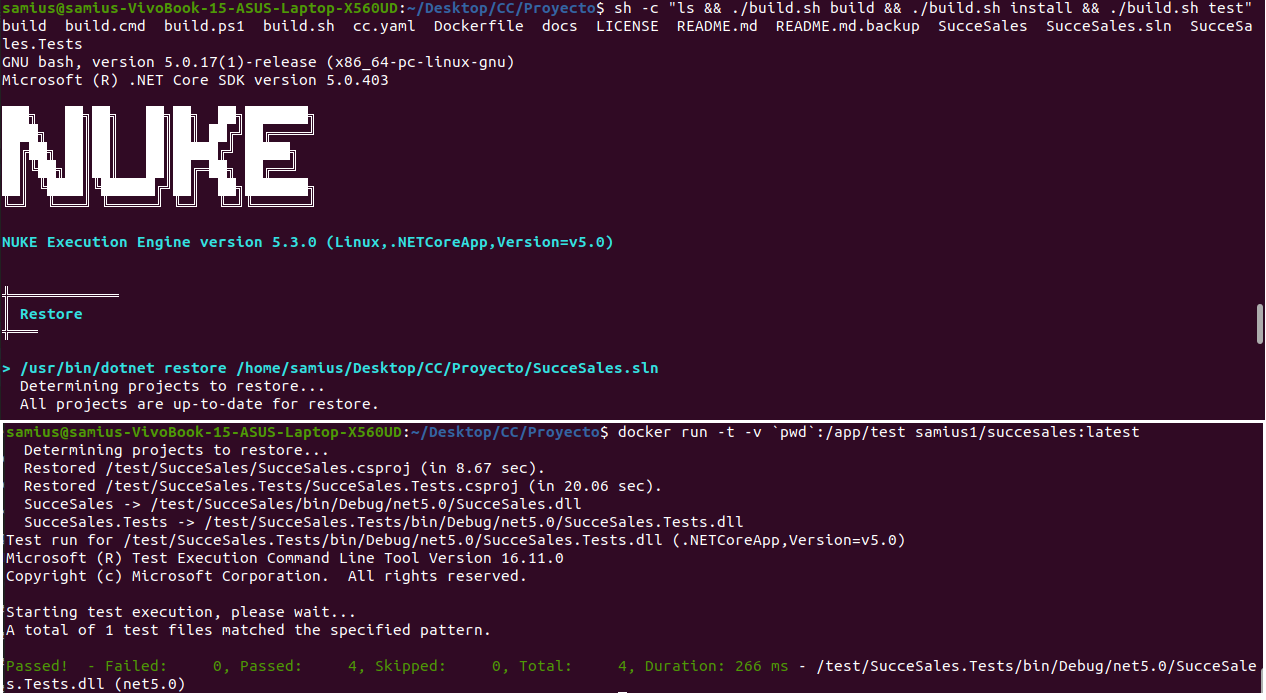 samius@samius-VivoBook-15-ASUS-Laptop-X560UD:~/Desktop/CC/Proyecto$ sh -c "ls && ./build.sh build && ./build.sh install && ./build.sh test"
build  build.cmd  build.ps1  build.sh  cc.yaml  Dockerfile  docs  LICENSE  README.md  README.md.backup  SucceSales  SucceSales.sln  SucceSa
les.Tests
GNU bash, version 5.0.17(1)-release (x86_64-pc-linux-gnu)
Microsoft (R) .NET Core SDK version 5.0.403
NUKE
NUKE Execution Engine version 5.3.0 (Linux,.NETCoreApp,Version=v5.0)
Restore
> /usr/bin/dotnet restore /home/samius/Desktop/CC/Proyecto/SucceSales.sln
  Determining projects to restore...
  All projects are up-to-date for restore.
samius@samius-VivoBook-15-ASUS-Laptop-X560UD:~/Desktop/CC/Proyecto$ docker run -t -v `pwd`:/app/test samius1/succesales:latest
  Determining projects to restore...
  Restored /test/SucceSales/SucceSales.csproj (in 8.67 sec).
  Restored /test/SucceSales.Tests/SucceSales.Tests.csproj (in 20.06 sec).
  SucceSales -> /test/SucceSales/bin/Debug/net5.0/SucceSales.dll
  SucceSales.Tests -> /test/SucceSales.Tests/bin/Debug/net5.0/SucceSales.Tests.dll
Test run for /test/SucceSales.Tests/bin/Debug/net5.0/SucceSales.Tests.dll (.NETCoreApp,Version=v5.0)
Microsoft (R) Test Execution Command Line Tool Version 16.11.0
Copyright (c) Microsoft Corporation.  All rights reserved.
Starting test execution, please wait...
A total of 1 test files matched the specified pattern.
Passed!  - Failed:     0, Passed:     4, Skipped:     0, Total:     4, Duration: 266 ms - /test/SucceSales.Tests/bin/Debug/net5.0/SucceSale
s.Tests.dll (net5.0)